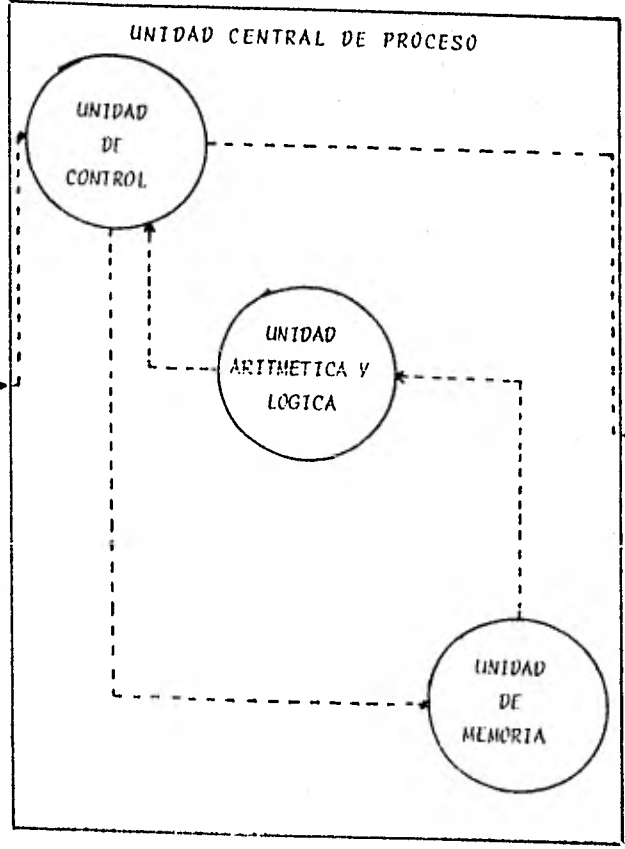 UNIDAD CENTRAL DE PROCESO
UNIDAD
DE
CONTROL
UNIDAD
ARITMETICA Y
LOGICA
UNIDAD
DE
MEMORIA